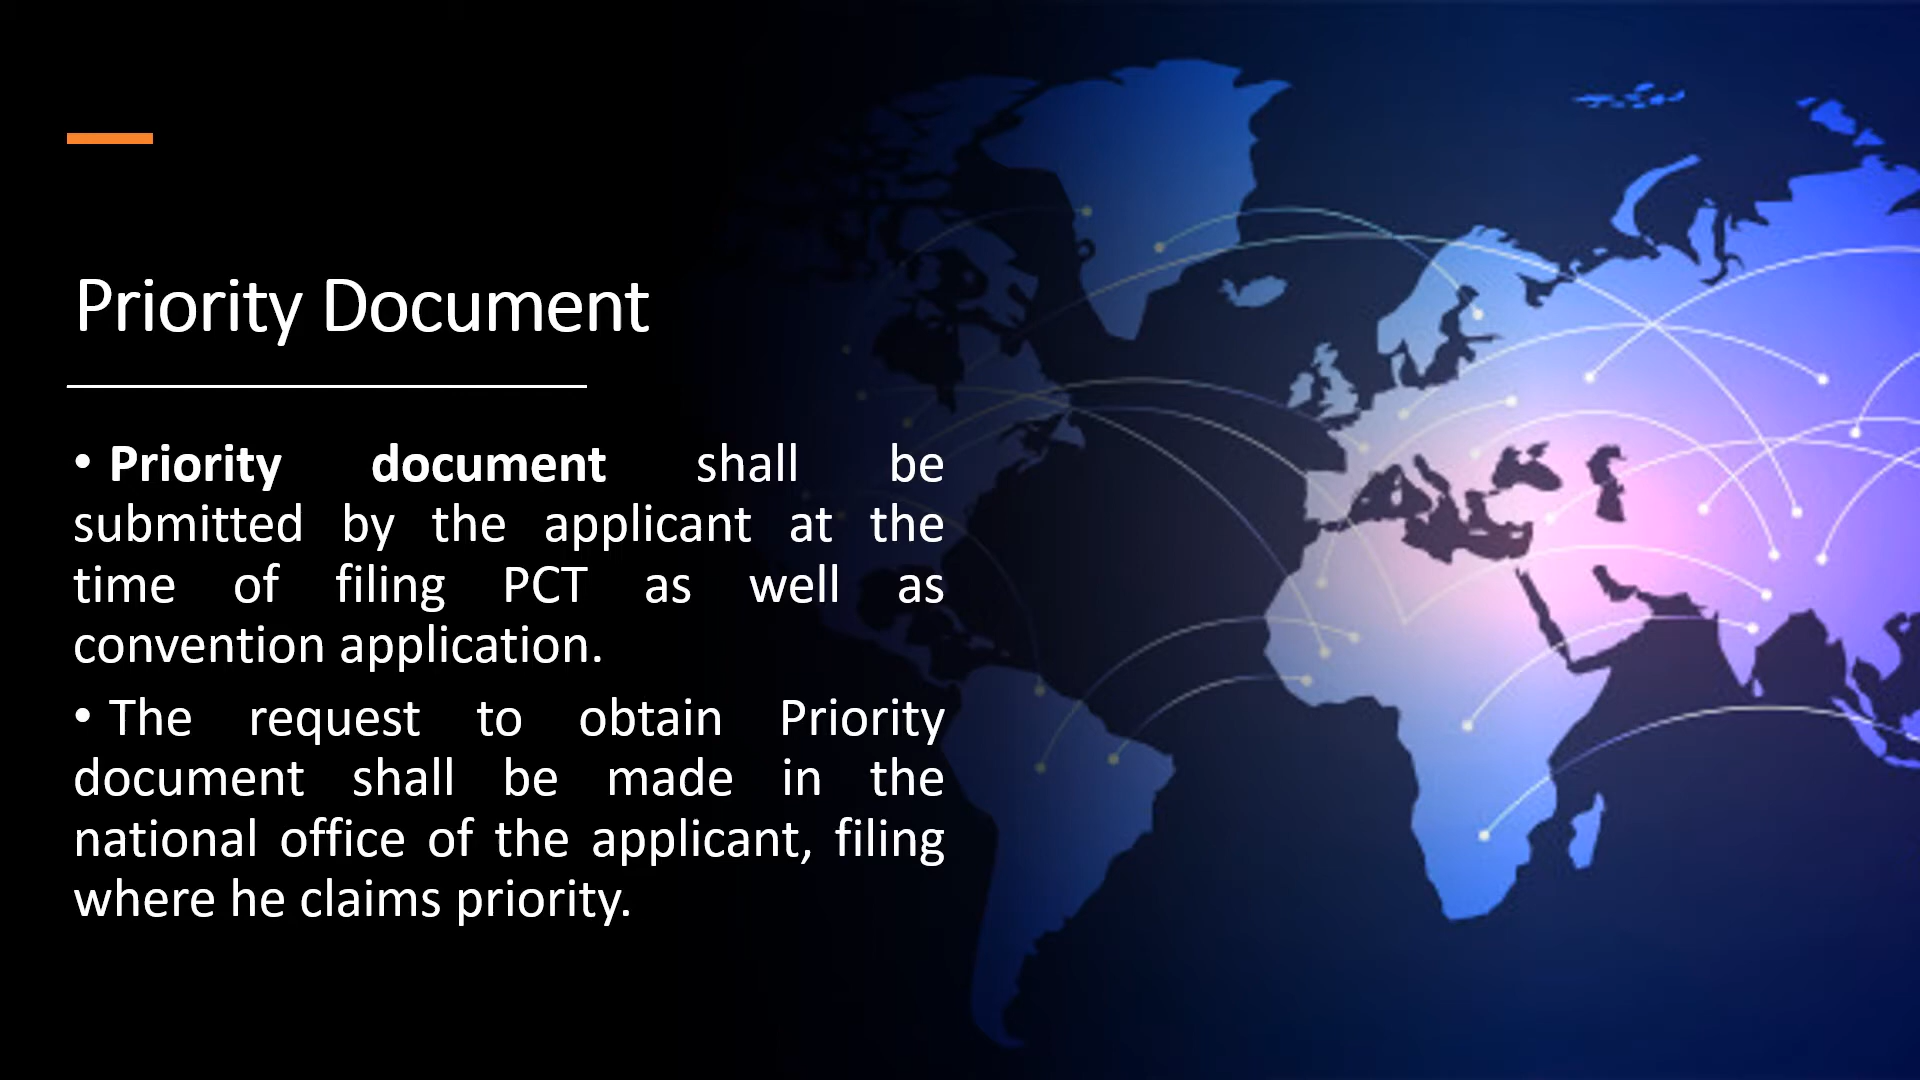 Priority Document
• Priority document shall be
submitted by the applicant at the
time of filing PCT as well as
convention application.
• The request to obtain Priority
document shall be made in the
national office of the applicant, filing
where he claims priority.